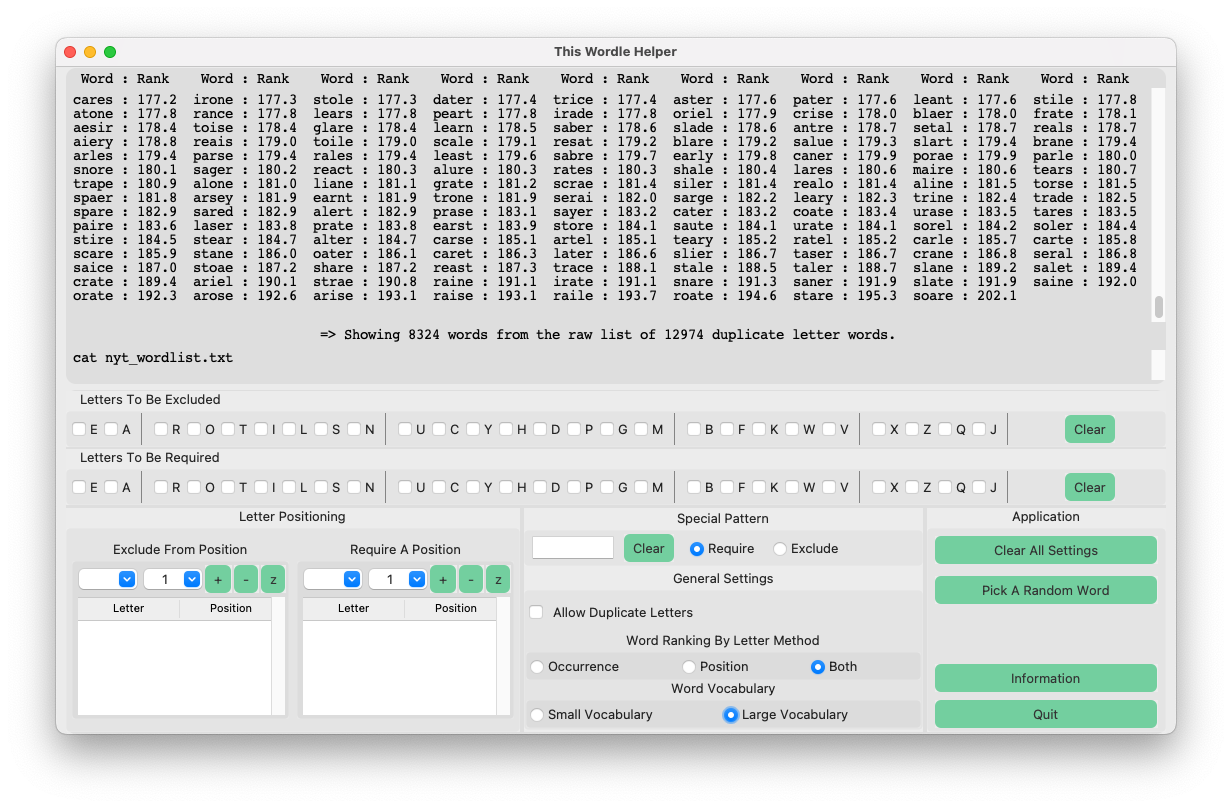 This Wordle Helper
Word : Rank Word : Rank Word : Rank Word : Rank Word : Rank Word : Rank Word : Rank Word : Rank Word : Rank
cares : 177.2 irone : 177.3 stole : 177.3 dater : 177.4 trice : 177.4 aster : 177.6 pater : 177.6 leant : 177.6 stile : 177.8
atone : 177.8 rance : 177.8 lears : 177.8 peart : 177.8 irade : 177.8 oriel : 177.9 crise : 178.0 blaer : 178.0 frate : 178.1
aesir : 178.4 toise : 178.4 glare : 178.4 learn : 178.5 saber : 178.6 slade : 178.6 antre : 178.7 setal : 178.7 reals : 178.7
aiery : 178.8 reais : 179.0 toile : 179.0 scale : 179.1 resat : 179.2 blare : 179.2 salue : 179.3 slart : 179.4 brane : 179.4
arles : 179.4 parse : 179.4 rales : 179.4 least : 179.6 sabre : 179.7 early : 179.8 caner : 179.9 porae : 179.9 parle : 180.0
snore : 180.1 sager : 180.2 react : 180.3 alure : 180.3 rates : 180.3 shale : 180.4 lares : 180.6 maire : 180.6 tears : 180.7
trape : 180.9 alone : 181.0 liane : 181.1 grate : 181.2 scrae : 181.4 siler : 181.4 realo : 181.4 aline : 181.5 torse : 181.5
spaer : 181.8 arsey : 181.9 earnt : 181.9 trone : 181.9 serai : 182.0 sarge : 182.2 leary : 182.3 trine : 182.4 trade : 182.5
spare : 182.9 sared : 182.9 alert : 182.9 prase : 183.1 sayer : 183.2 cater : 183.2 coate : 183.4 urase : 183.5 tares : 183.5
paire : 183.6 laser : 183.8 prate : 183.8 earst : 183.9 store : 184.1 saute : 184.1 urate : 184.1 sorel : 184.2 soler : 184.4
stire : 184.5 stear : 184.7 alter : 184.7 carse : 185.1 artel : 185.1 teary : 185.2 ratel : 185.2 carle : 185.7 carte : 185.8
scare : 185.9 stane : 186.0 oater : 186.1 caret : 186.3 later : 186.6 slier : 186.7 taser : 186.7 crane : 186.8 seral : 186.8
saice : 187.0 stoae : 187.2 share : 187.2 reast : 187.3 trace : 188.1 stale : 188.5 taler : 188.7 slane : 189.2 salet : 189.4
crate : 189.4 ariel : 190.1 strae : 190.8 raine : 191.1 irate : 191.1 snare : 191.3 saner : 191.9 slate : 191.9 saine : 192.0
orate : 192.3 arose : 192.6 arise : 193.1 raise : 193.1 raile : 193.7 roate : 194.6 stare : 195.3 soare : 202.1
=> Showing 8324 words from the raw list of 12974 duplicate letter words.
cat nyt_wordlist.txt
Letters To Be Excluded
E A R O T I L S N U C Y H D P G M B F K W V X Z Q J Clear
Letters To Be Required
E A R O T I L S N U C Y H D P G M B F K W V X Z Q J Clear
Letter Positioning
Exclude From Position Require A Position
1 + - z 1 + - z
Letter Position Letter Position
Special Pattern
Clear Require Exclude
General Settings
Allow Duplicate Letters
Word Ranking By Letter Method
Occurrence Position Both
Word Vocabulary
Small Vocabulary Large Vocabulary
Application
Clear All Settings
Pick A Random Word
Information
Quit